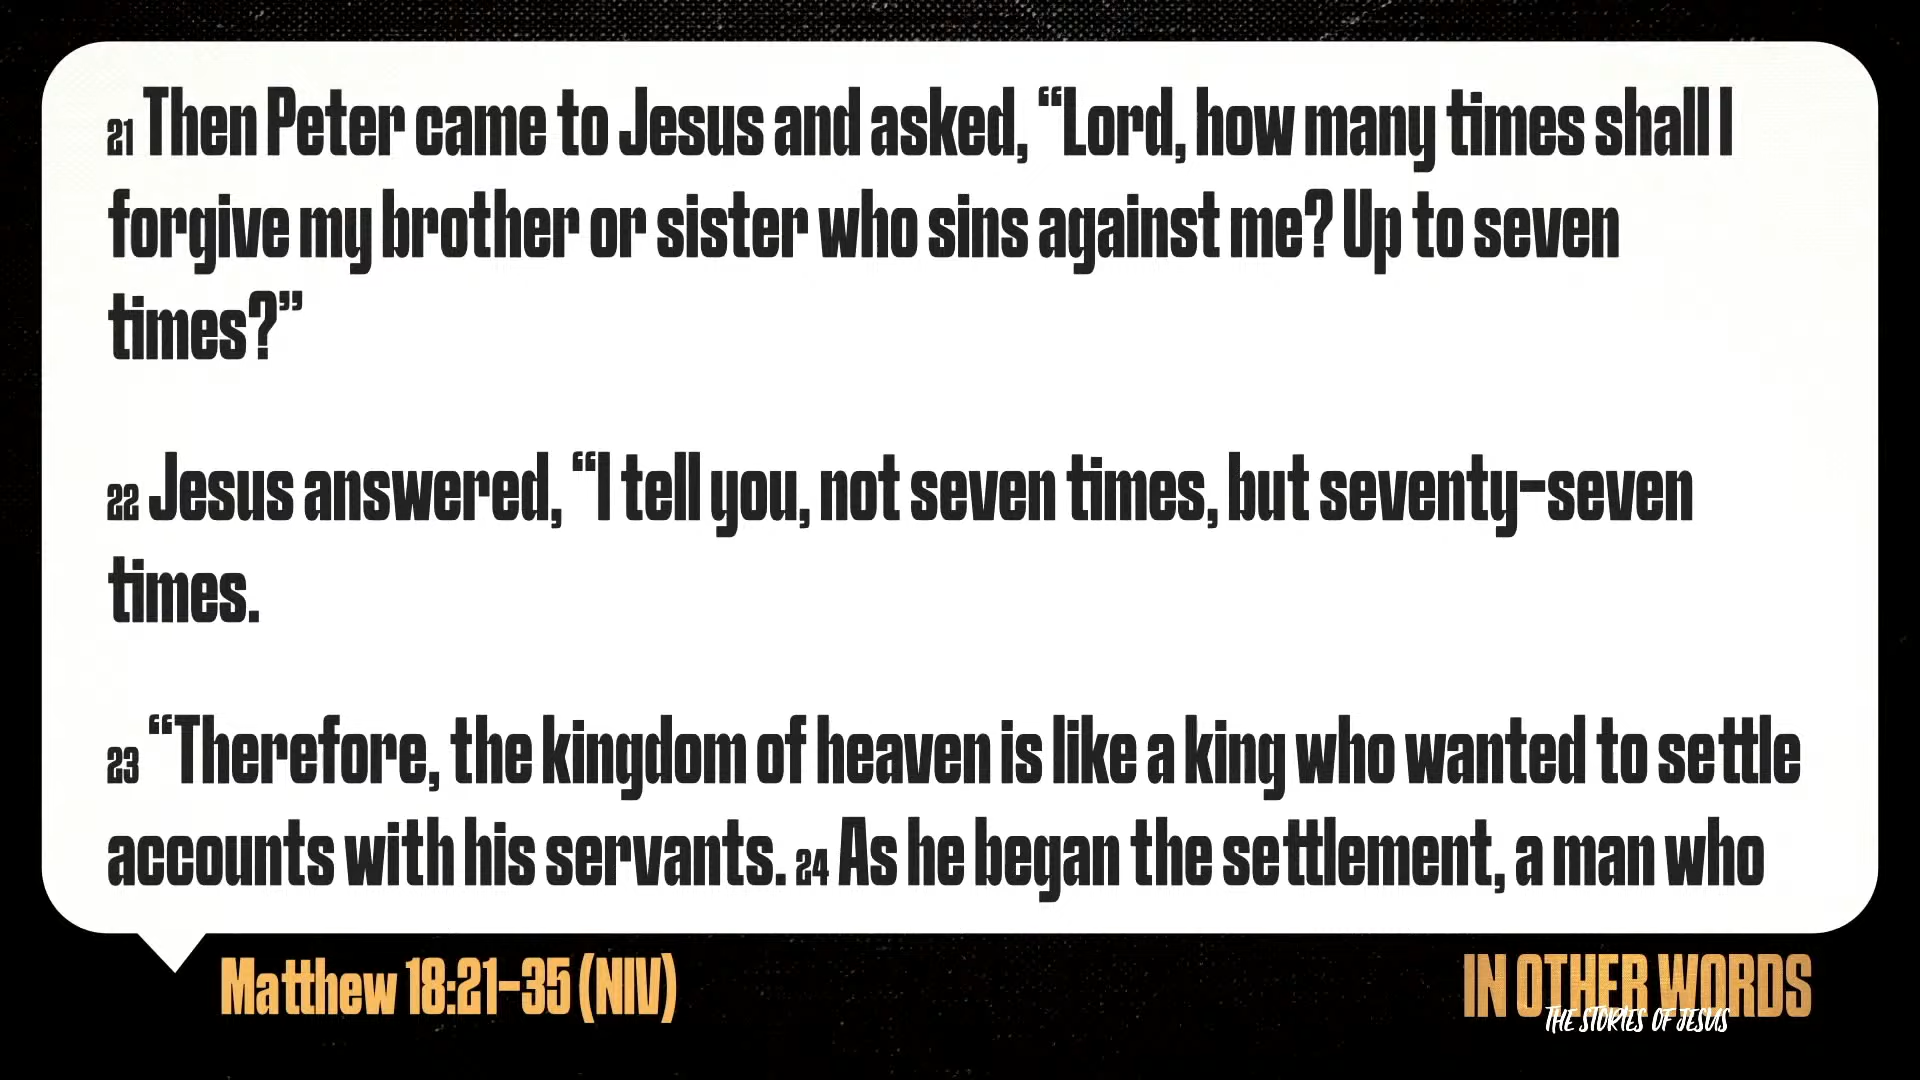 21 Then Peter came to Jesus and asked, “Lord, how many times shall I
forgive my brother or sister who sins against me? Up to seven
times?”
22 Jesus answered, “I tell you, not seven times, but seventy-seven
times.
23 “Therefore, the kingdom of heaven is like a king who wanted to settle
accounts with his servants. 24 As he began the settlement, a man who
Matthew 18:21-35 (NIV)
IN OTHER WORDS
THE STORIES OF JESUS